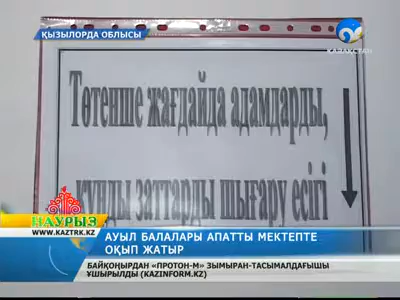 ҚЫЗЫЛОРДА ОБЛЫСЫ
ҚАЗАҚСТАН
Төтенше жағдайда адамдарды,
құнды заттарды шығару есігі
НАУРЫЗ
WWW.KAZTRK.KZ
АУЫЛ БАЛАЛАРЫ АПАТТЫ МЕКТЕПТЕ
ОҚЫП ЖАТЫР
БАЙҚОҢЫРДАН «ПРОТОН-М» ЗЫМЫРАН-ТАСЫМАЛДАҒЫШЫ
ҰШЫРЫЛДЫ (KAZINFORM.KZ)